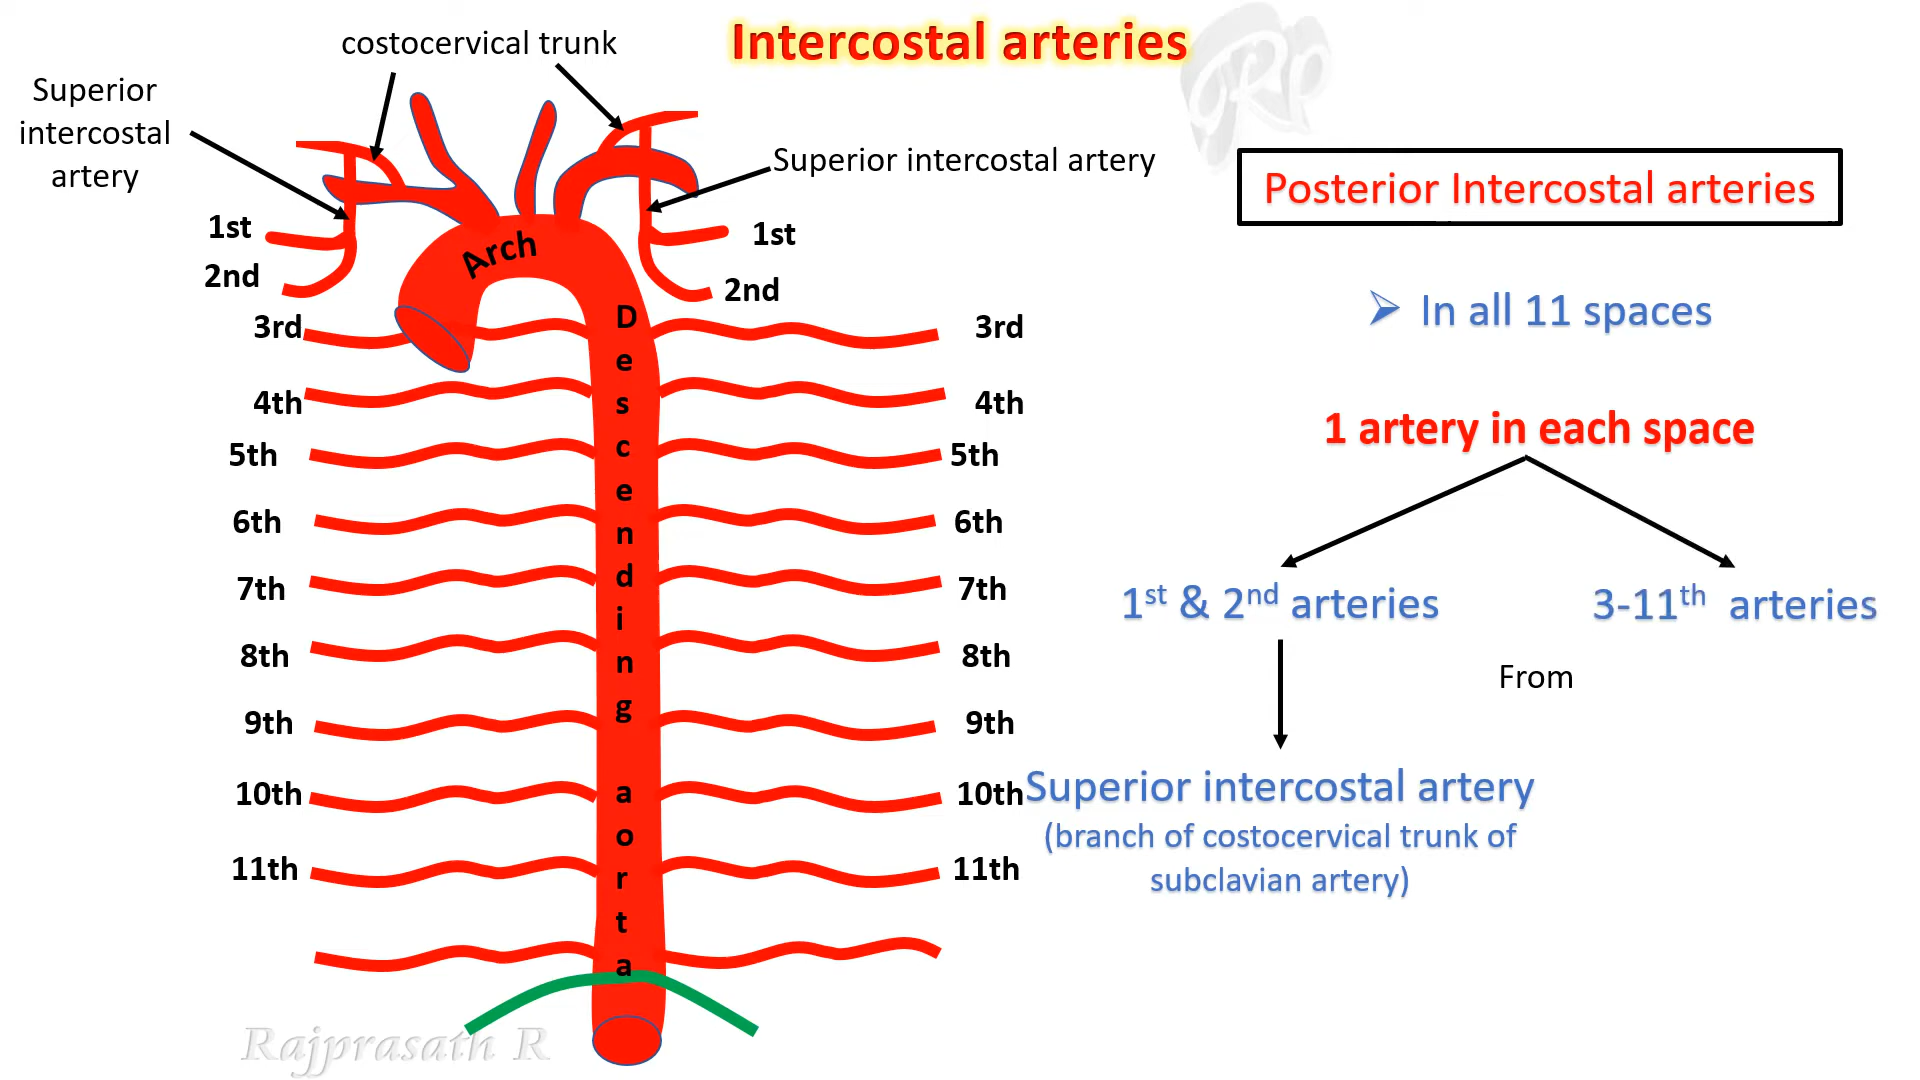 Intercostal arteries
GRP
costocervical trunk
Superior
intercostal
artery
Superior intercostal artery
1st
2nd
3rd
4th
5th
6th
7th
8th
9th
10th
11th
Arch
Descending aorta
1st
2nd
3rd
4th
5th
6th
7th
8th
9th
10th
11th
Posterior Intercostal arteries
➢ In all 11 spaces
1 artery in each space
1st & 2nd arteries
3-11th arteries
From
Superior intercostal artery
(branch of costocervical trunk of
subclavian artery)
Rajprasath R